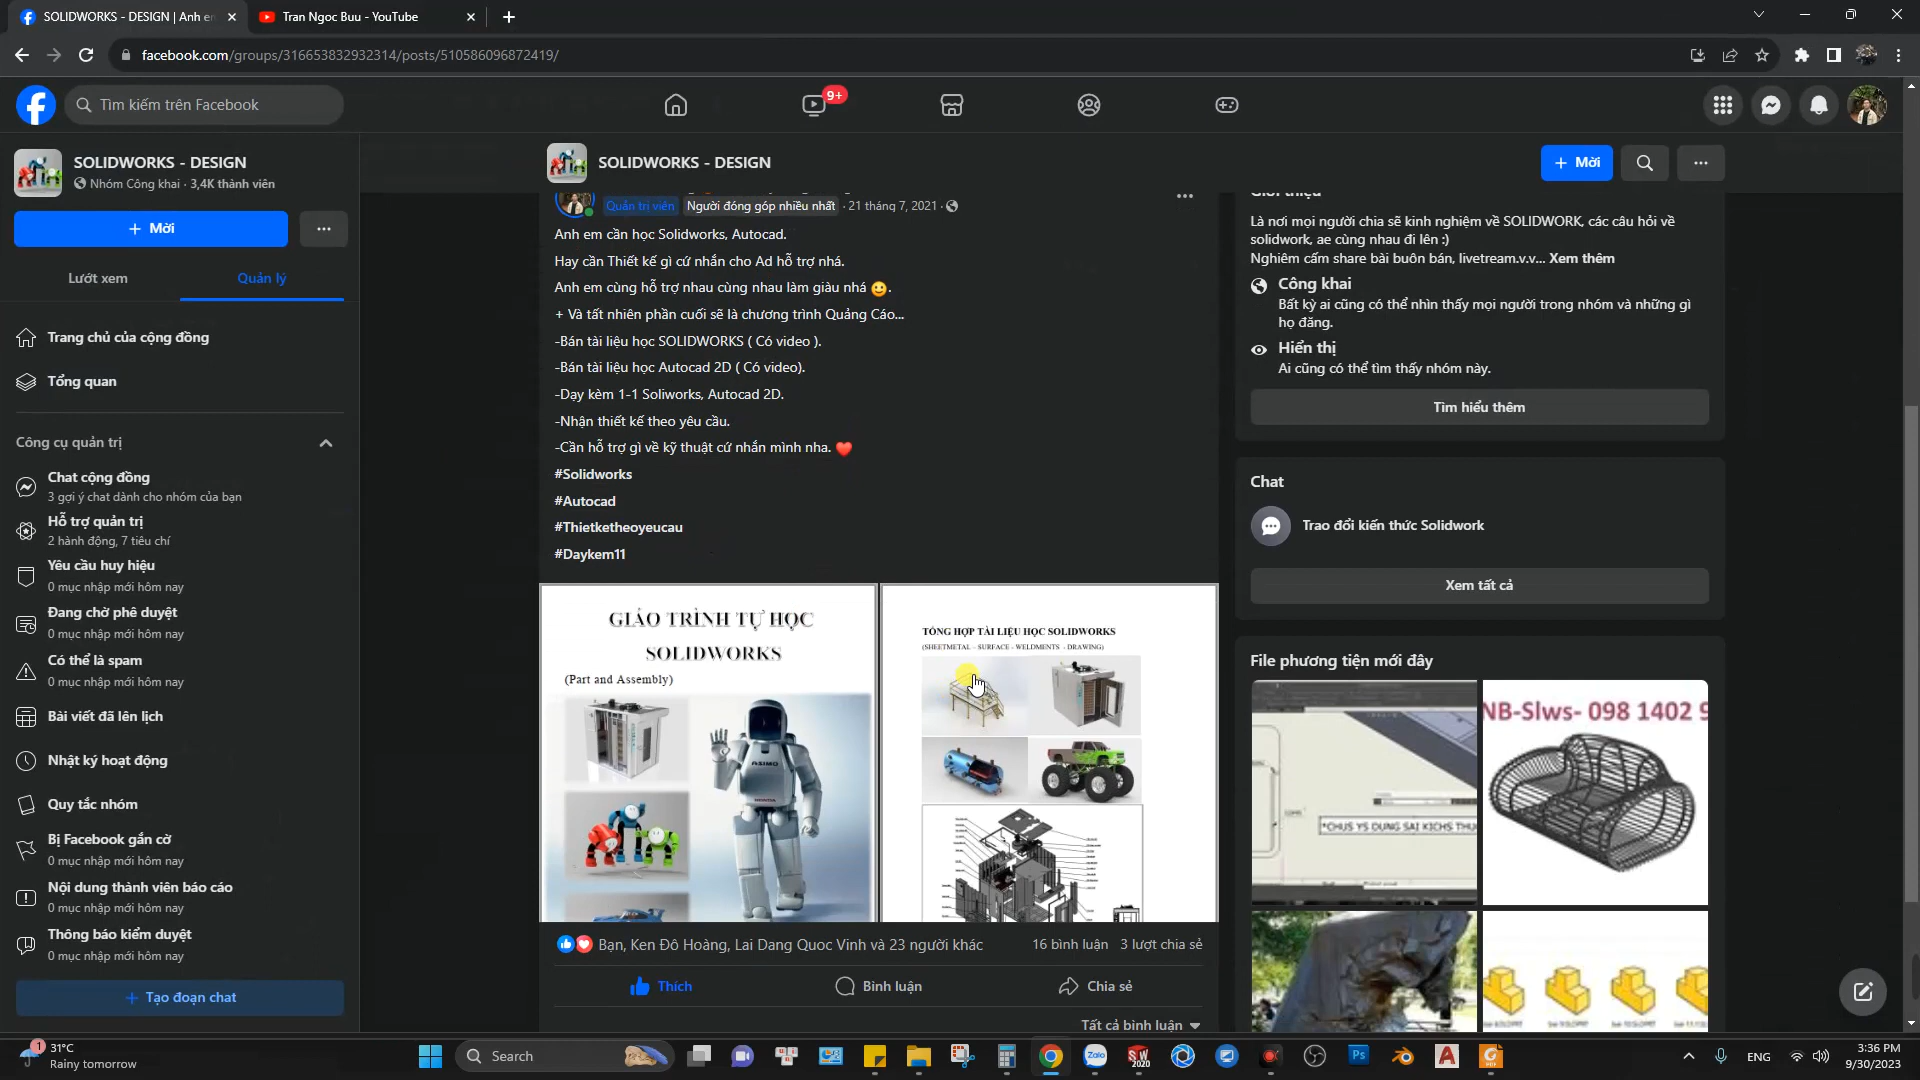 SOLIDWORKS - DESIGN | Anh e
Tran Ngoc Buu - YouTube
facebook.com/groups/316653832932314/posts/510586096872419/
Tìm kiếm trên Facebook
9+
SOLIDWORKS - DESIGN
Nhóm Công khai · 3,4K thành viên
+ Mời
Lướt xem
Quản lý
Trang chủ của cộng đồng
Tổng quan
Công cụ quản trị
Chat cộng đồng
3 gợi ý chat dành cho nhóm của bạn
Hỗ trợ quản trị
2 hành động, 7 tiêu chí
Yêu cầu huy hiệu
0 mục nhập mới hôm nay
Đang chờ phê duyệt
0 mục nhập mới hôm nay
Có thể là spam
0 mục nhập mới hôm nay
Bài viết đã lên lịch
Nhật ký hoạt động
Quy tắc nhóm
Bị Facebook gắn cờ
0 mục nhập mới hôm nay
Nội dung thành viên báo cáo
0 mục nhập mới hôm nay
Thông báo kiểm duyệt
0 mục nhập mới hôm nay
+ Tạo đoạn chat
SOLIDWORKS - DESIGN
+ Mời
Quản trị viên Người đóng góp nhiều nhất · 21 tháng 7, 2021 ·
Anh em cần học Solidworks, Autocad.
Hay cần Thiết kế gì cứ nhắn cho Ad hỗ trợ nhá.
Anh em cùng hỗ trợ nhau cùng nhau làm giàu nhá 😀.
+ Và tất nhiên phần cuối sẽ là chương trình Quảng Cáo...
-Bán tài liệu học SOLIDWORKS ( Có video ).
-Bán tài liệu học Autocad 2D ( Có video).
-Dạy kèm 1-1 Soliworks, Autocad 2D.
-Nhận thiết kế theo yêu cầu.
-Cần hỗ trợ gì về kỹ thuật cứ nhắn mình nha. ❤️
#Solidworks
#Autocad
#Thietketheoyeucau
#Daykem11
GIÁO TRÌNH TỰ HỌC
SOLIDWORKS
(Part and Assembly)
ASIMO
HONDA
TỔNG HỢP TÀI LIỆU HỌC SOLIDWORKS
(SHEETMETAL - SURFACE - WELDMENTS - DRAWING)
Bạn, Ken Đô Hoàng, Lai Dang Quoc Vinh và 23 người khác
16 bình luận 3 lượt chia sẻ
Thích
Bình luận
Chia sẻ
Tất cả bình luận
Giới thiệu
Là nơi mọi người chia sẽ kinh nghiệm về SOLIDWORK, các câu hỏi về
solidwork, ae cùng nhau đi lên :)
Nghiêm cấm share bài buôn bán, livetream.v.v... Xem thêm
Công khai
Bất kỳ ai cũng có thể nhìn thấy mọi người trong nhóm và những gì
họ đăng.
Hiển thị
Ai cũng có thể tìm thấy nhóm này.
Tìm hiểu thêm
Chat
Trao đổi kiến thức Solidwork
Xem tất cả
File phương tiện mới đây
*CHUS YS DUNG SAI KICHS THU
NB-Slws- 098 1402 9
1
31°C
Rainy tomorrow
Search
Zalo
SW
2020
Ps
A
ENG
3:36 PM
9/30/2023